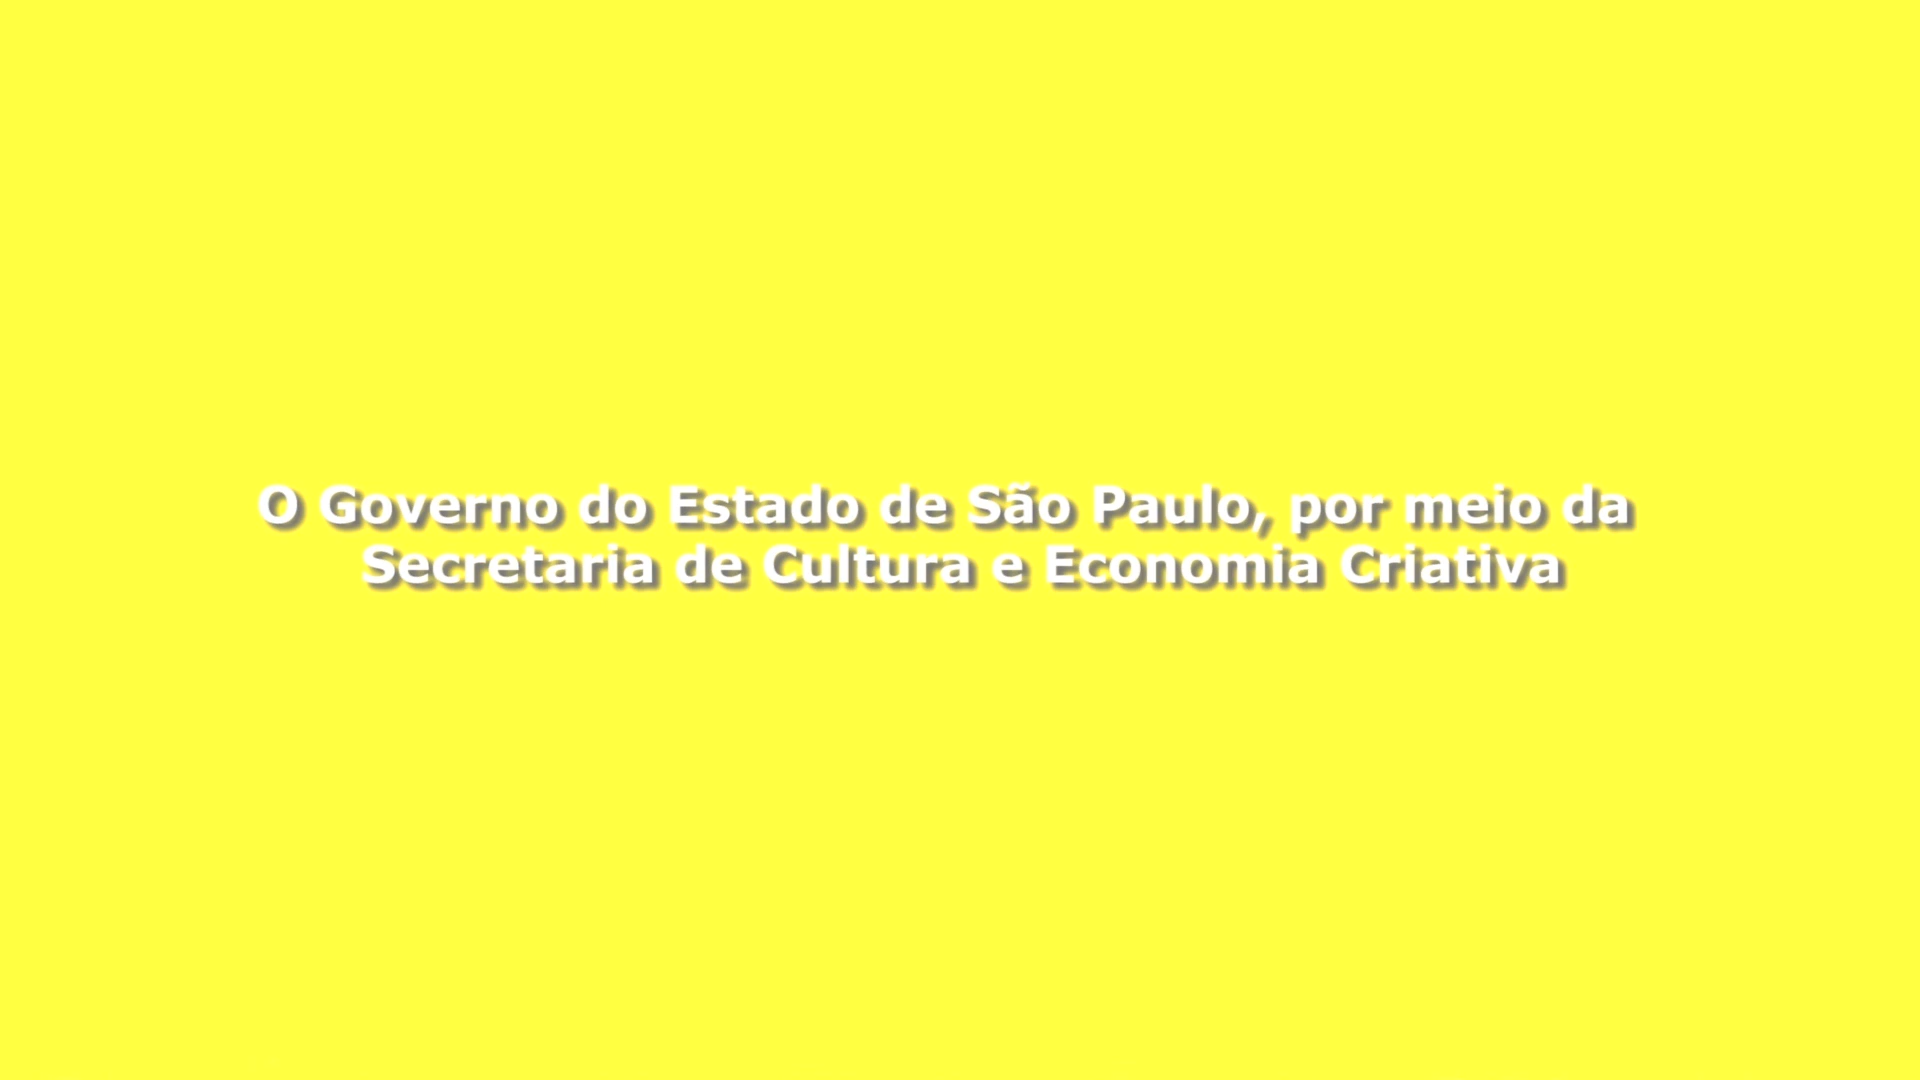 O Governo do Estado de São Paulo, por meio da
Secretaria de Cultura e Economia Criativa